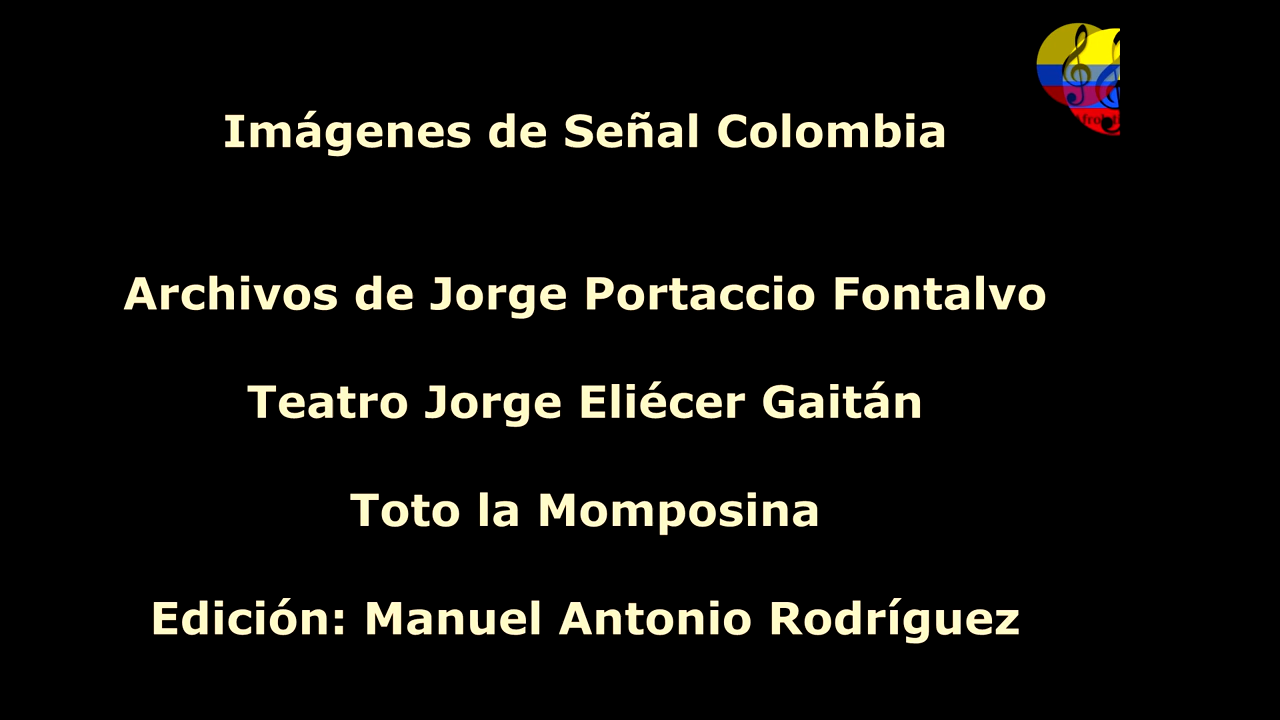 Imágenes de Señal Colombia
Archivos de Jorge Portaccio Fontalvo
Teatro Jorge Eliécer Gaitán
Toto la Momposina
Edición: Manuel Antonio Rodríguez